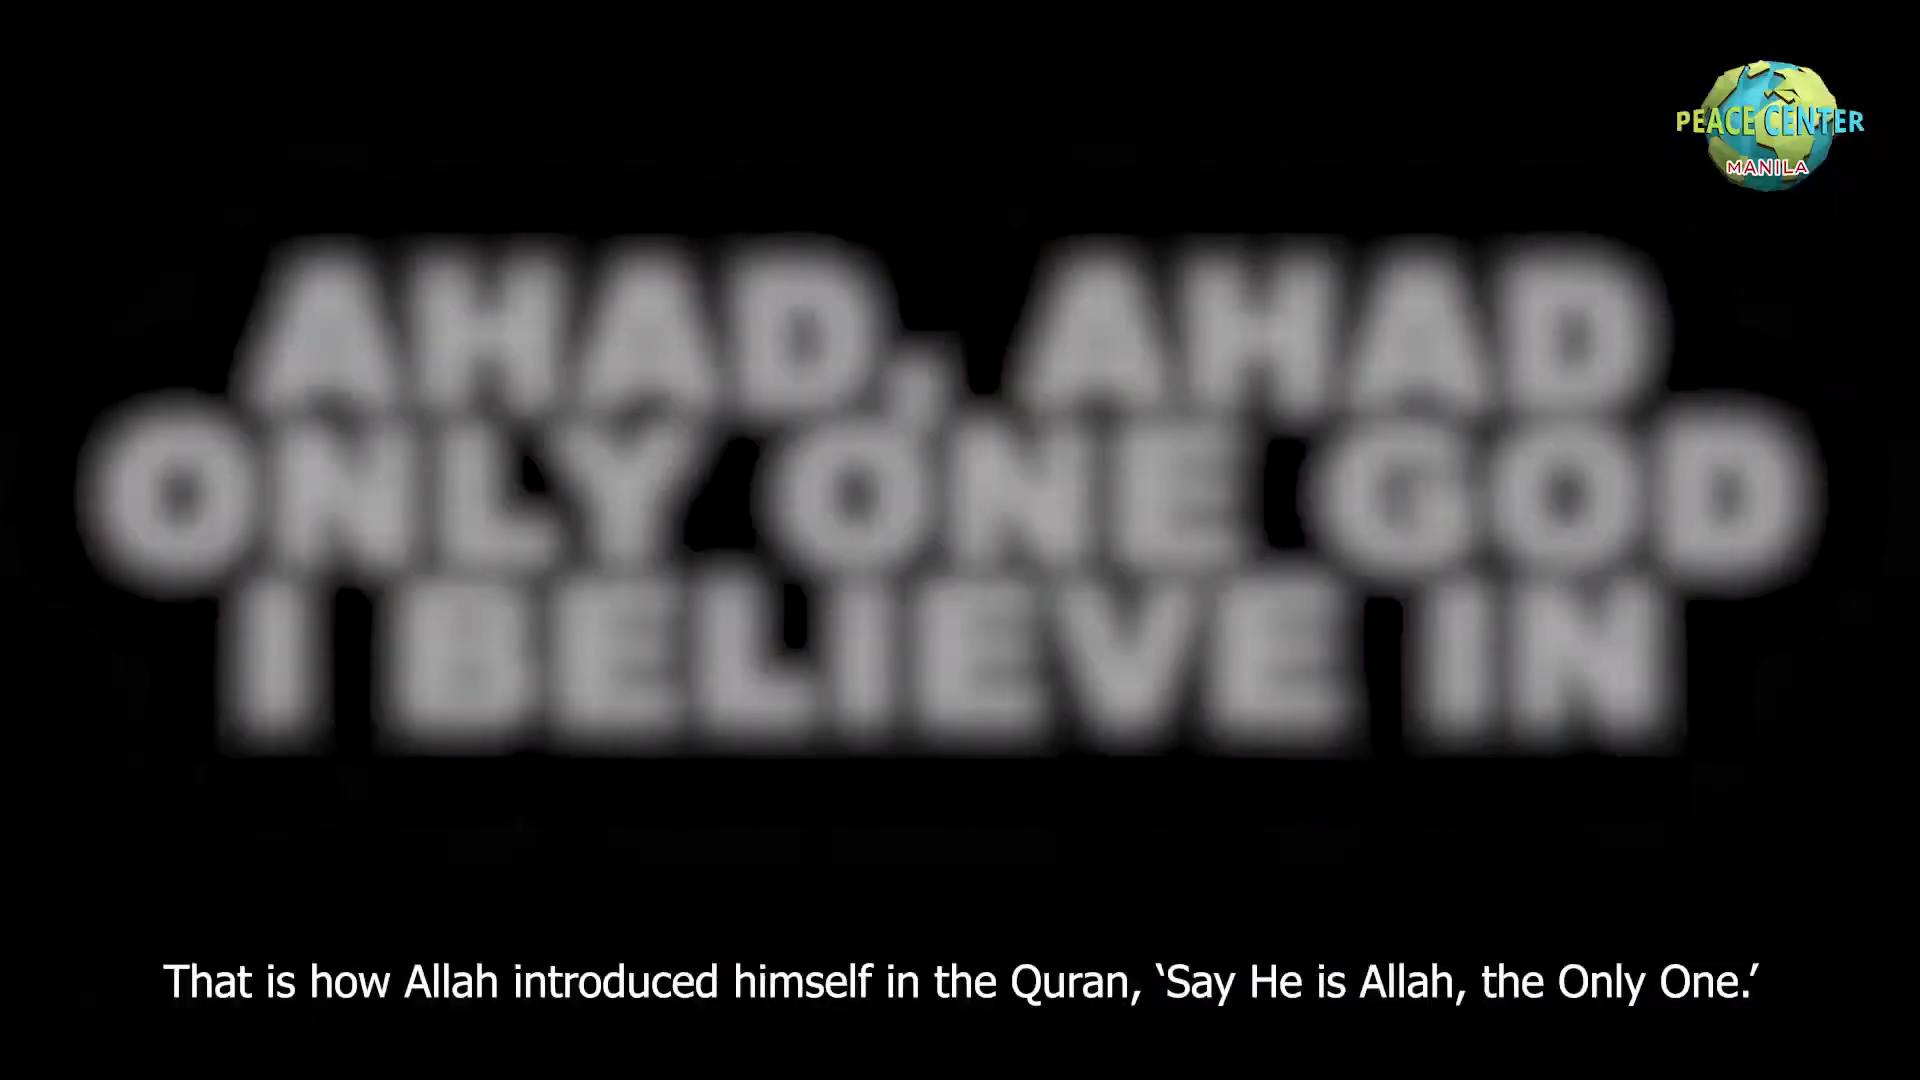 PEACE CENTER
MANILA
AHAD, AHAD
ONLY ONE GOD
I BELIEVE IN
That is how Allah introduced himself in the Quran, ‘Say He is Allah, the Only One.’